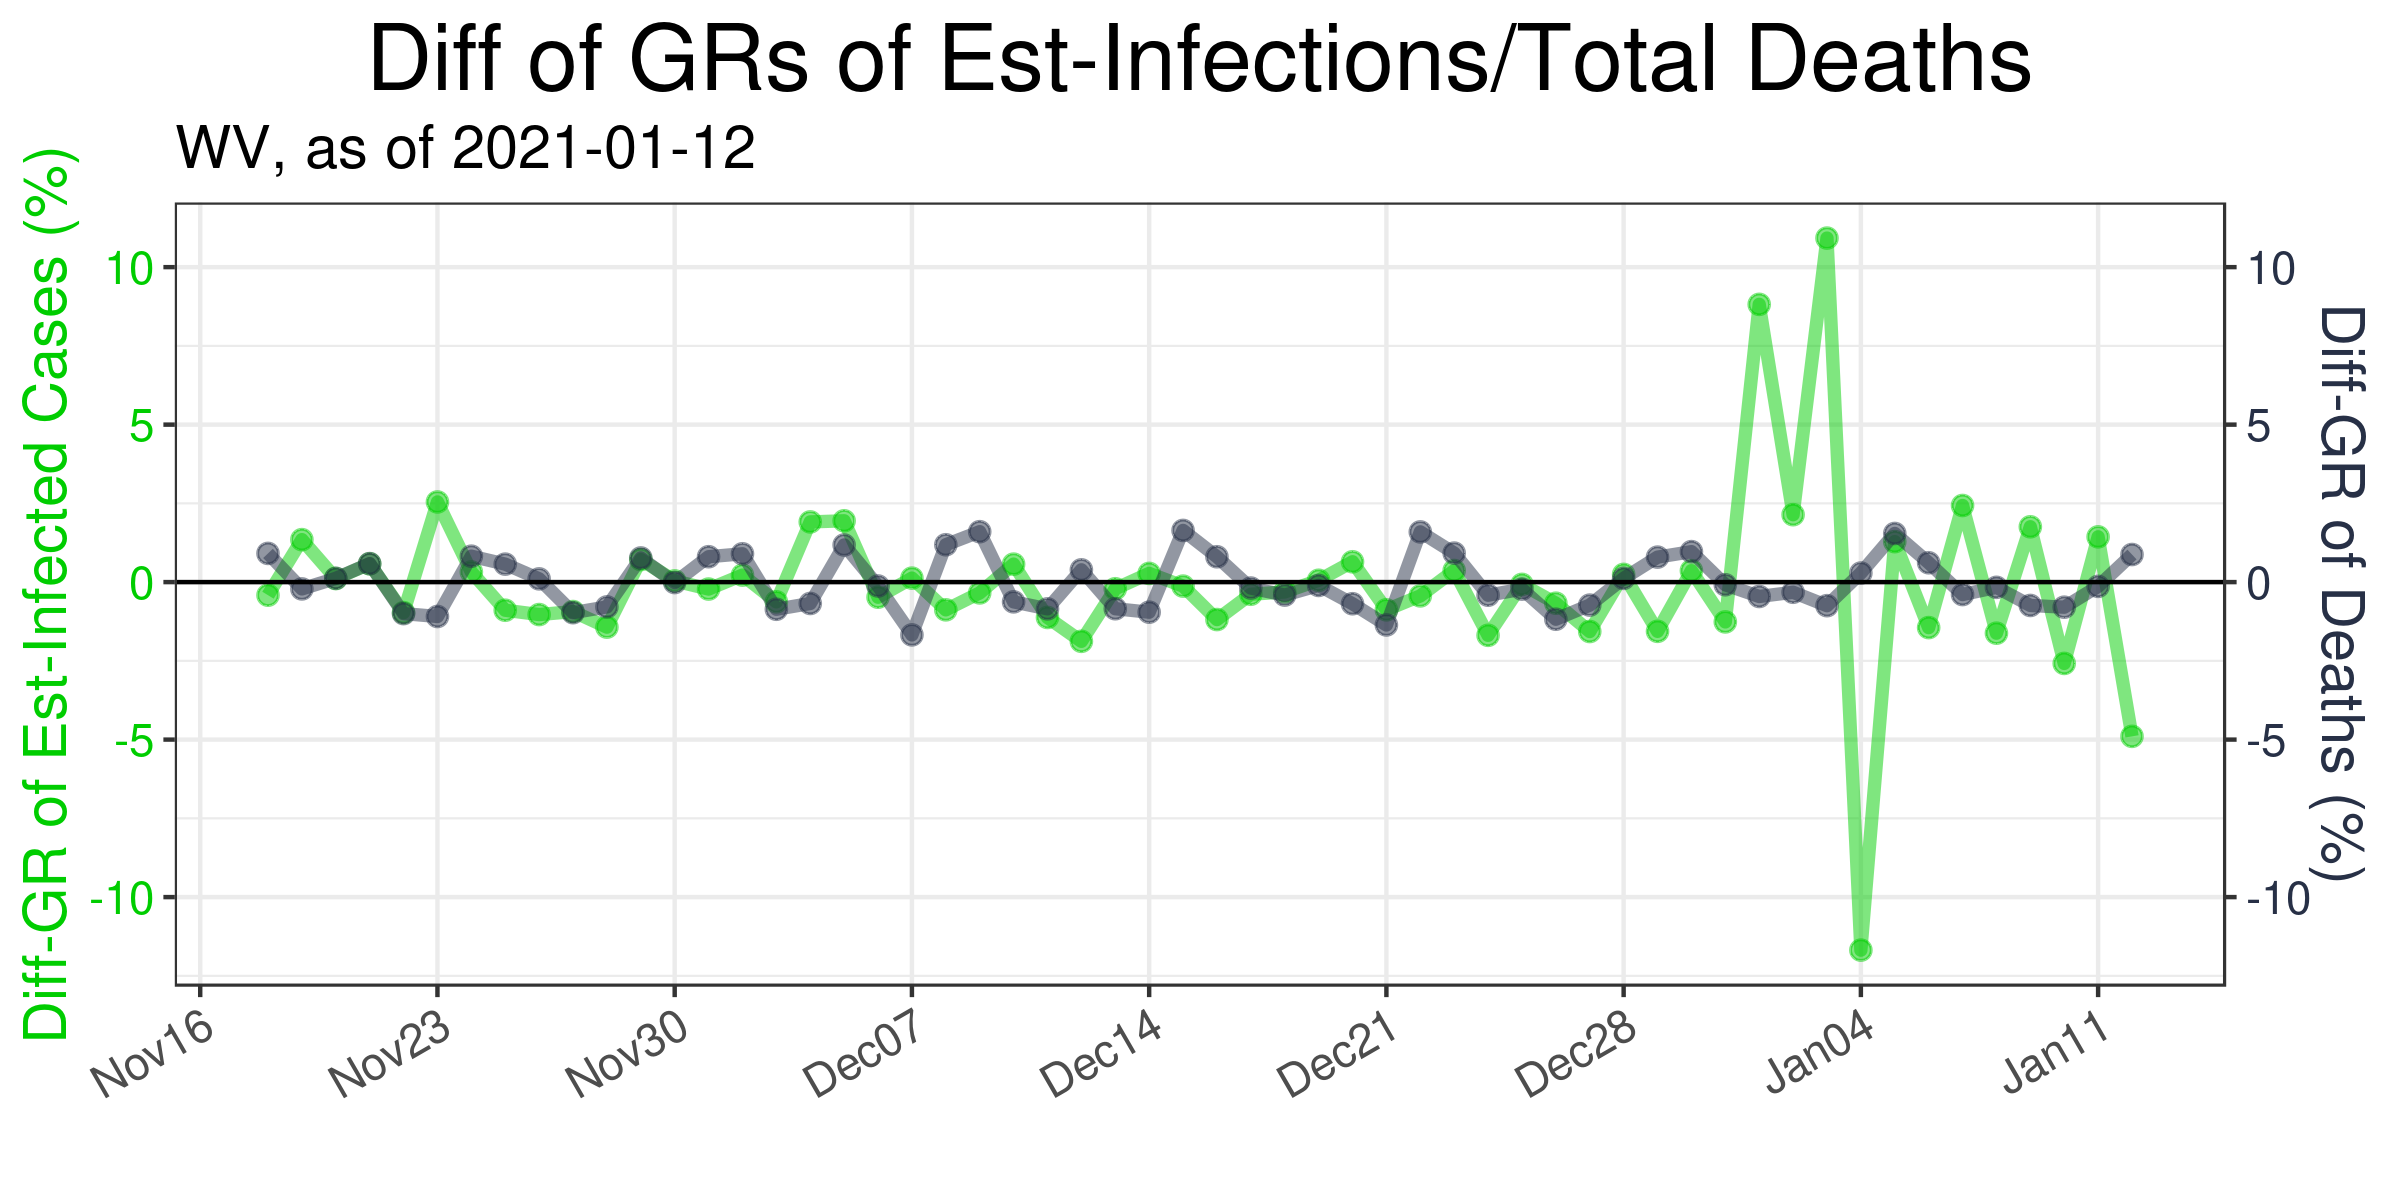 Diff of GRs of Est-Infections/Total Deaths
WV, as of 2021-01-12
Diff-GR of Est-Infected Cases (%)
10
5
0
-5
-10
10
5
0
-5
-10
Diff-GR of Deaths (%)
Nov16
Nov23
Nov30
Dec07
Dec14
Dec21
Dec28
Jan04
Jan11